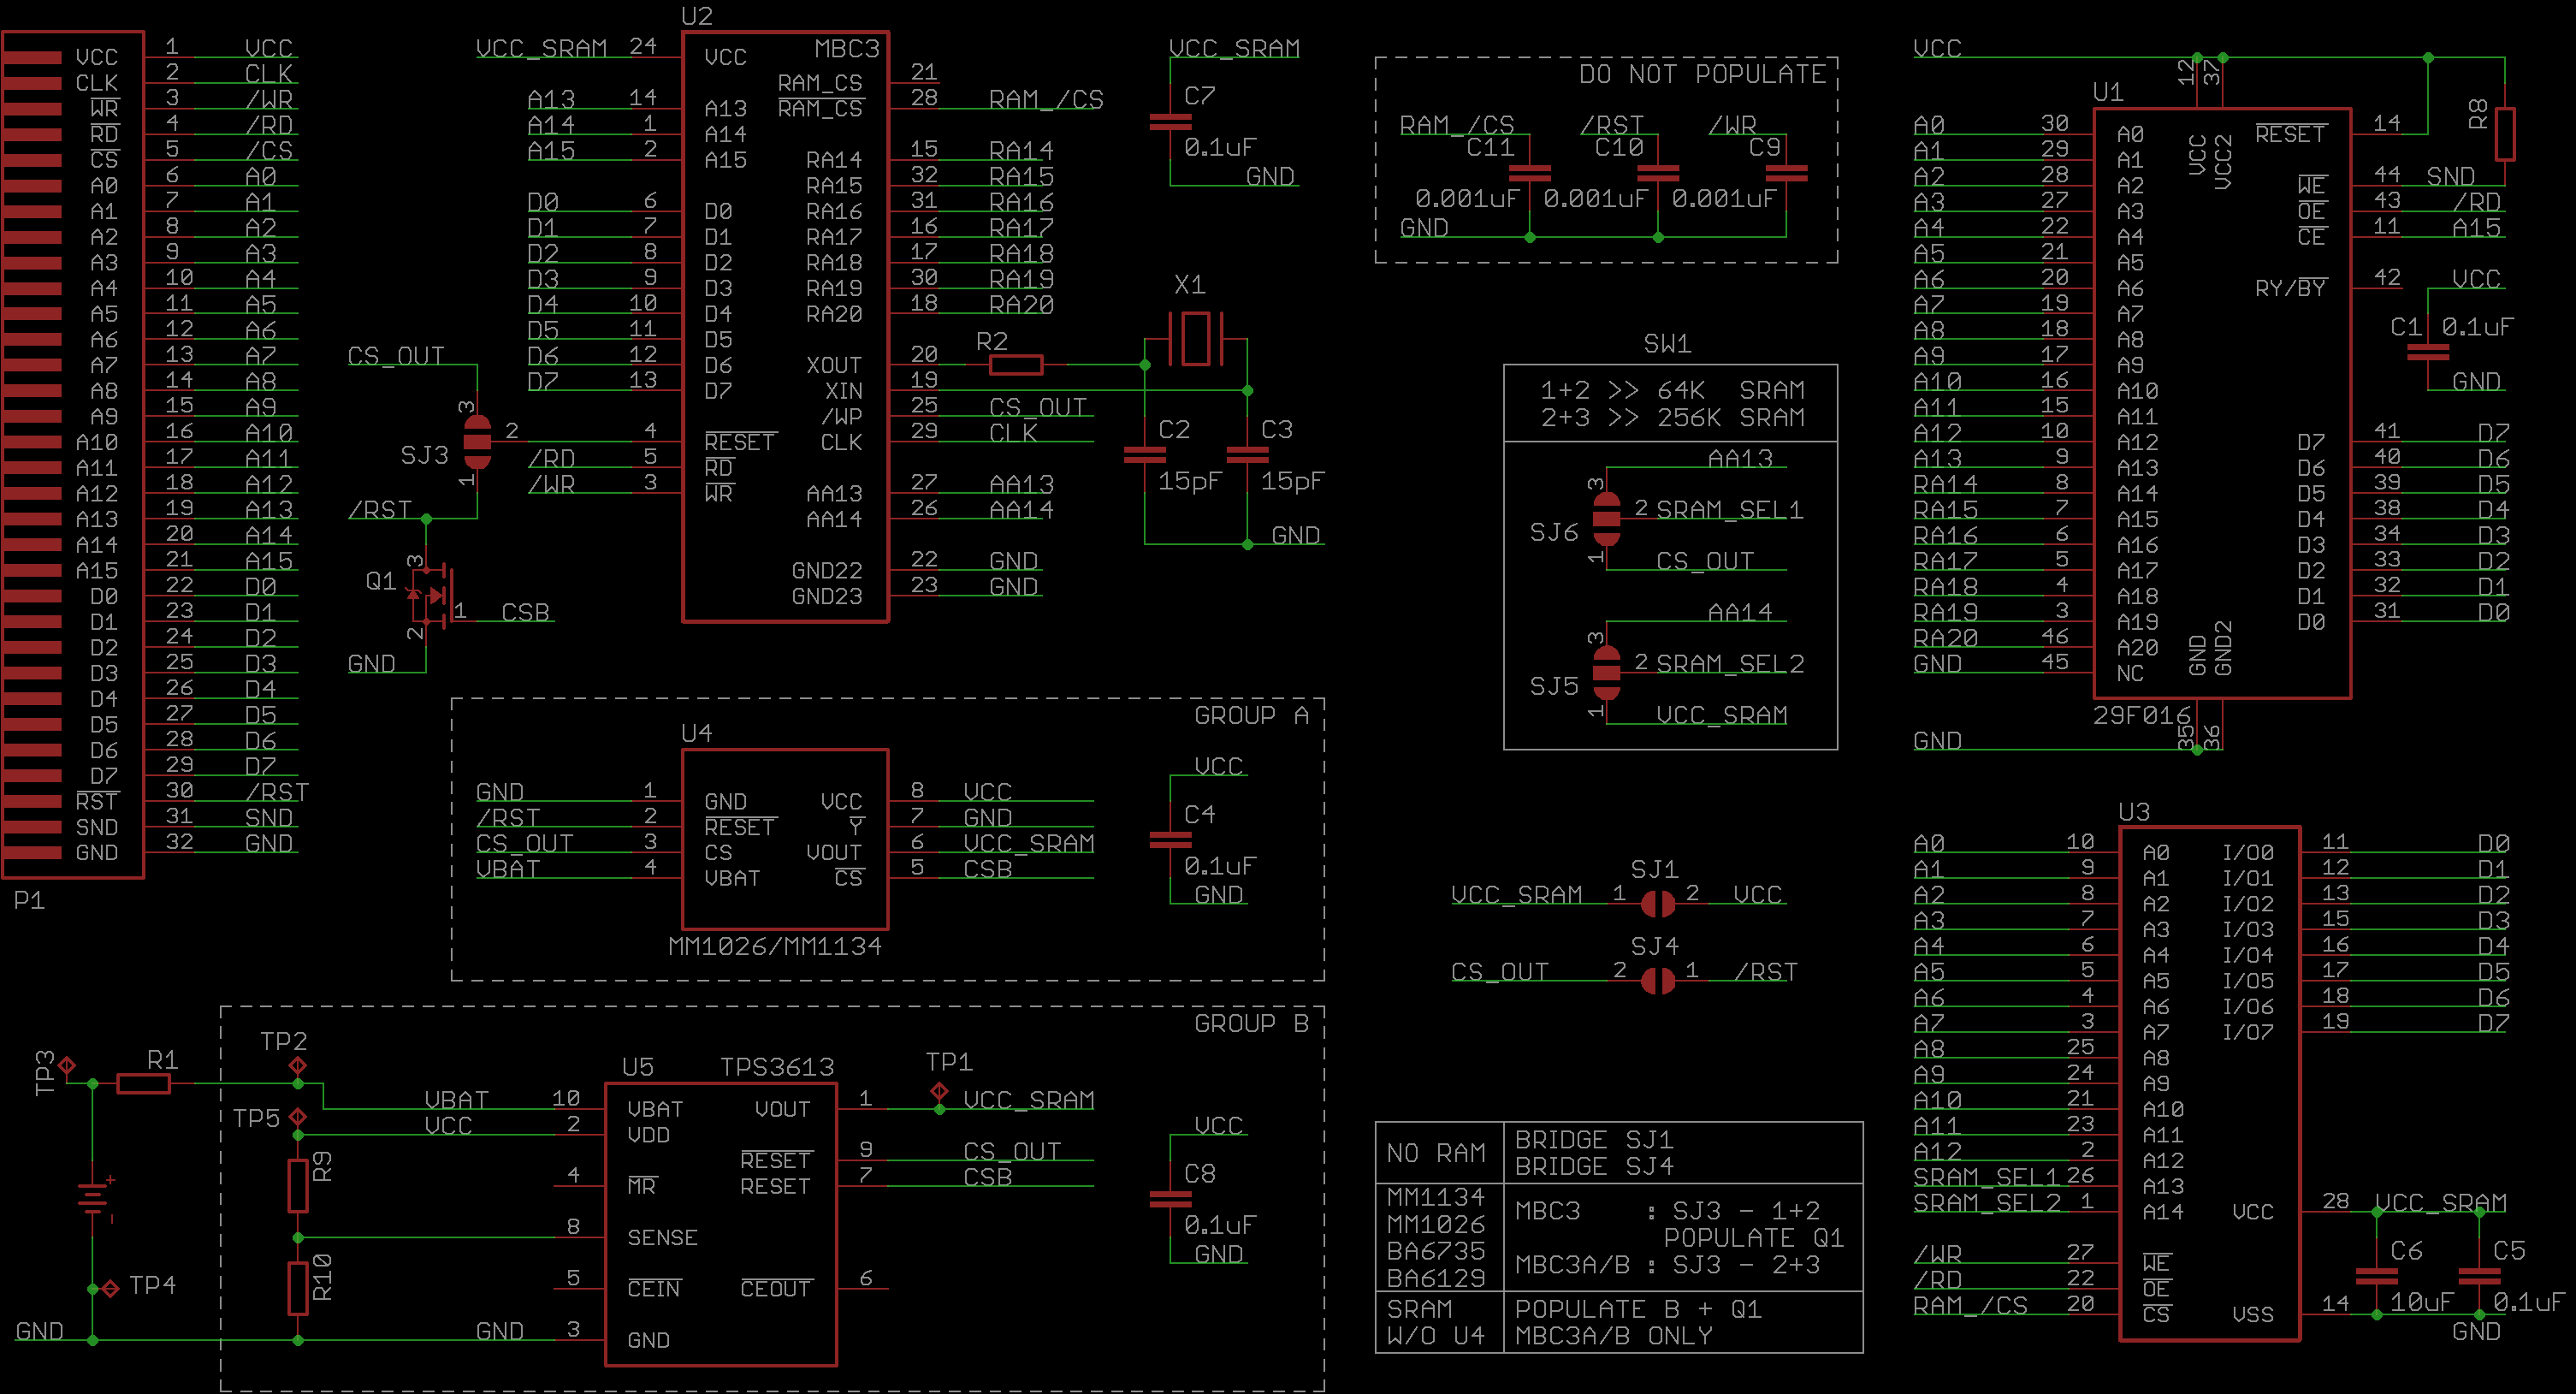 P1
VCC 1 VCC
CLK 2 CLK
WR 3 /WR
RD 4 /RD
CS 5 /CS
A0 6 A0
A1 7 A1
A2 8 A2
A3 9 A3
A4 10 A4
A5 11 A5
A6 12 A6
A7 13 A7
A8 14 A8
A9 15 A9
A10 16 A10
A11 17 A11
A12 18 A12
A13 19 A13
A14 20 A14
A15 21 A15
D0 22 D0
D1 23 D1
D2 24 D2
D3 25 D3
D4 26 D4
D5 27 D5
D6 28 D6
D7 29 D7
RST 30 /RST
SND 31 SND
GND 32 GND
U2
MBC3
VCC_SRAM 24 VCC
A13 14 A13
A14 1 A14
A15 2 A15
D0 6 D0
D1 7 D1
D2 8 D2
D3 9 D3
D4 10 D4
D5 11 D5
D6 12 D6
D7 13 D7
4 RESET
/RD 5 RD
/WR 3 WR
RAM_CS 21
RAM_CS 28 RAM_/CS
RA14 15 RA14
RA15 32 RA15
RA16 31 RA16
RA17 16 RA17
RA18 17 RA18
RA19 30 RA19
RA20 18 RA20
XOUT 20
XIN 19
/WP 25 CS_OUT
CLK 29 CLK
AA13 27 AA13
AA14 26 AA14
GND22 22 GND
GND23 23 GND
CS_OUT
3
SJ3 2
1
/RST
3
Q1
1 CSB
2
GND
R2
X1
C2
15pF
C3
15pF
GND
VCC_SRAM
C7
0.1uF
GND
DO NOT POPULATE
RAM_/CS /RST /WR
C11 C10 C9
0.001uF 0.001uF 0.001uF
GND
SW1
1+2 >> 64K SRAM
2+3 >> 256K SRAM
AA13
3
SJ6 2 SRAM_SEL1
1
CS_OUT
AA14
3
SJ5 2 SRAM_SEL2
1
VCC_SRAM
VCC
12 37
VCC VCC2
U1
R8
A0 30 A0
A1 29 A1
A2 28 A2
A3 27 A3
A4 22 A4
A5 21 A5
A6 20 A6
A7 19 A7
A8 18 A8
A9 17 A9
A10 16 A10
A11 15 A11
A12 10 A12
A13 9 A13
RA14 8 A14
RA15 7 A15
RA16 6 A16
RA17 5 A17
RA18 4 A18
RA19 3 A19
RA20 46 A20
GND 45 NC
RESET 14
WE 44 SND
OE 43 /RD
CE 11 A15
RY/BY 42
VCC
C1 0.1uF
GND
D7 41 D7
D6 40 D6
D5 39 D5
D4 38 D4
D3 34 D3
D2 33 D2
D1 32 D1
D0 31 D0
GND GND2
29F016
35 36
GND
GROUP A
U4
GND 1 GND
/RST 2 RESET
CS_OUT 3 CS
VBAT 4 VBAT
VCC 8 VCC
Y 7 GND
VOUT 6 VCC_SRAM
CS 5 CSB
MM1026/MM1134
VCC
C4
0.1uF
GND
VCC_SRAM 1 SJ1 2 VCC
CS_OUT 2 SJ4 1 /RST
U3
A0 10 A0
A1 9 A1
A2 8 A2
A3 7 A3
A4 6 A4
A5 5 A5
A6 4 A6
A7 3 A7
A8 25 A8
A9 24 A9
A10 21 A10
A11 23 A11
A12 2 A12
SRAM_SEL1 26 A13
SRAM_SEL2 1 A14
/WR 27 WE
/RD 22 OE
RAM_/CS 20 CS
I/O0 11 D0
I/O1 12 D1
I/O2 13 D2
I/O3 15 D3
I/O4 16 D4
I/O5 17 D5
I/O6 18 D6
I/O7 19 D7
VCC 28 VCC_SRAM
C6 C5
10uF 0.1uF
VSS 14
GND
GROUP B
TP3
R1
TP2
TP5
R9
R10
TP4
GND
U5 TPS3613
VBAT 10 VBAT
VCC 2 VDD
4 MR
8 SENSE
5 CEIN
GND 3 GND
TP1
VOUT 1 VCC_SRAM
RESET 9 CS_OUT
RESET 7 CSB
CEOUT 6
+
-
VCC
C8
0.1uF
GND
NO RAM
BRIDGE SJ1
BRIDGE SJ4
MM1134
MM1026
BA6735
BA6129
MBC3 : SJ3 - 1+2
POPULATE Q1
MBC3A/B : SJ3 - 2+3
SRAM
W/O U4
POPULATE B + Q1
MBC3A/B ONLY